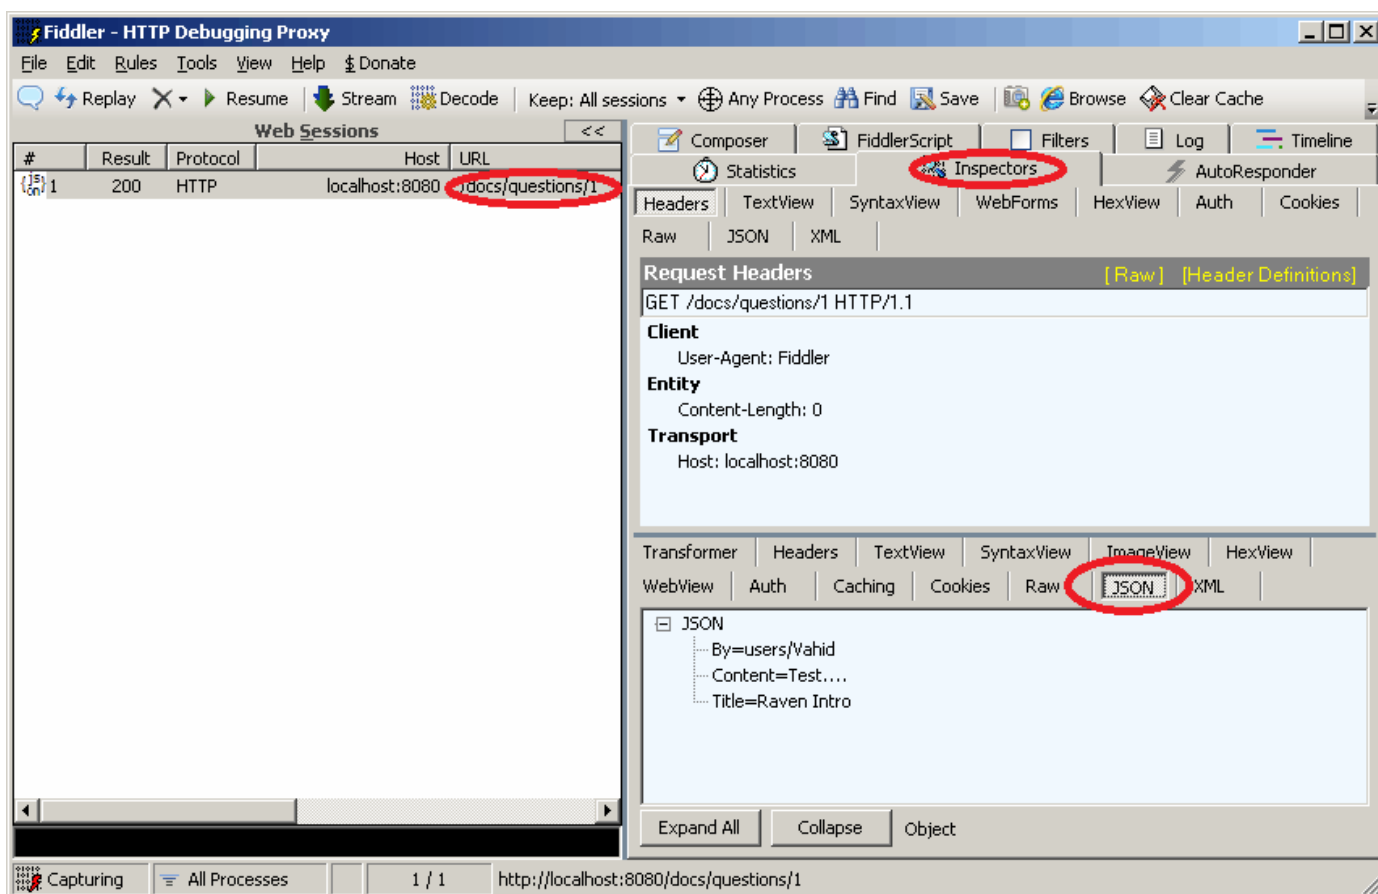 Fiddler - HTTP Debugging Proxy
File Edit Rules Tools View Help $ Donate
Replay Resume Stream Decode Keep: All sessions Any Process Find Save Browse Clear Cache
Web Sessions <<
# Result Protocol Host URL
1 200 HTTP localhost:8080 /docs/questions/1
Composer FiddlerScript Filters Log Timeline
Statistics Inspectors AutoResponder
Headers TextView SyntaxView WebForms HexView Auth Cookies
Raw JSON XML
Request Headers [ Raw ] [Header Definitions]
GET /docs/questions/1 HTTP/1.1
Client
User-Agent: Fiddler
Entity
Content-Length: 0
Transport
Host: localhost:8080
Transformer Headers TextView SyntaxView ImageView HexView
WebView Auth Caching Cookies Raw JSON XML
JSON
By=users/Vahid
Content=Test....
Title=Raven Intro
Expand All Collapse Object
Capturing All Processes 1 / 1 http://localhost:8080/docs/questions/1